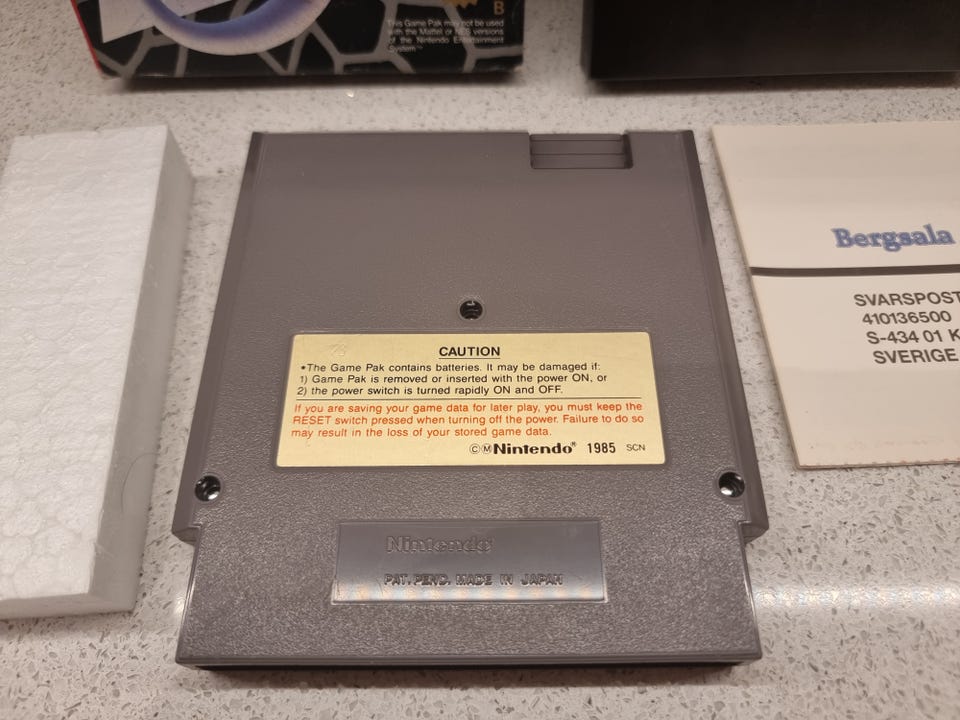 B
This Game Pak may not be used
with the Mattel or NES versions
of the Nintendo Entertainment
System™
Bergsala
SVARSPOST
410136500
S-434 01 K
SVERIGE
CAUTION
•The Game Pak contains batteries. It may be damaged if:
1) Game Pak is removed or inserted with the power ON, or
2) the power switch is turned rapidly ON and OFF.
If you are saving your game data for later play, you must keep the
RESET switch pressed when turning off the power. Failure to do so
may result in the loss of your stored game data.
©ⓂNintendo® 1985 SCN
Nintendo®
PAT. PEND. MADE IN JAPAN